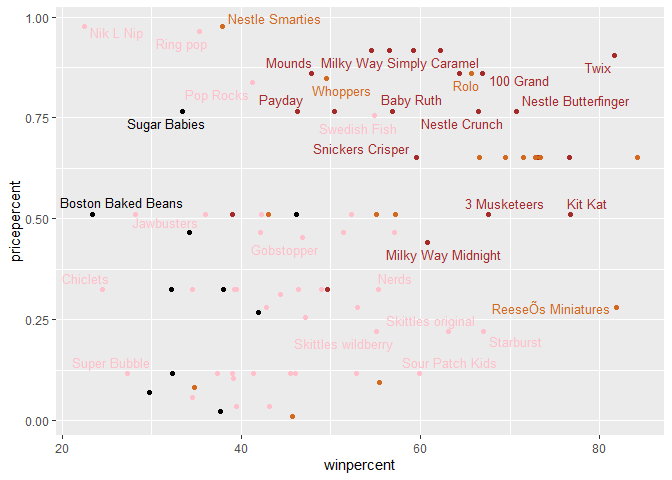 1.00
Nestle Smarties
Nik L Nip
Ring pop
Mounds
Milky Way Simply Caramel
Twix
100 Grand
Rolo
Whoppers
Pop Rocks
Payday
Baby Ruth
Nestle Butterfinger
0.75
Sugar Babies
Swedish Fish
Nestle Crunch
Snickers Crisper
pricepercent
Boston Baked Beans
3 Musketeers
Kit Kat
0.50
Jawbusters
Gobstopper
Milky Way Midnight
Chiclets
Nerds
ReeseÕs Miniatures
0.25
Skittles original
Skittles wildberry
Starburst
Super Bubble
Sour Patch Kids
0.00
20
40
60
80
winpercent